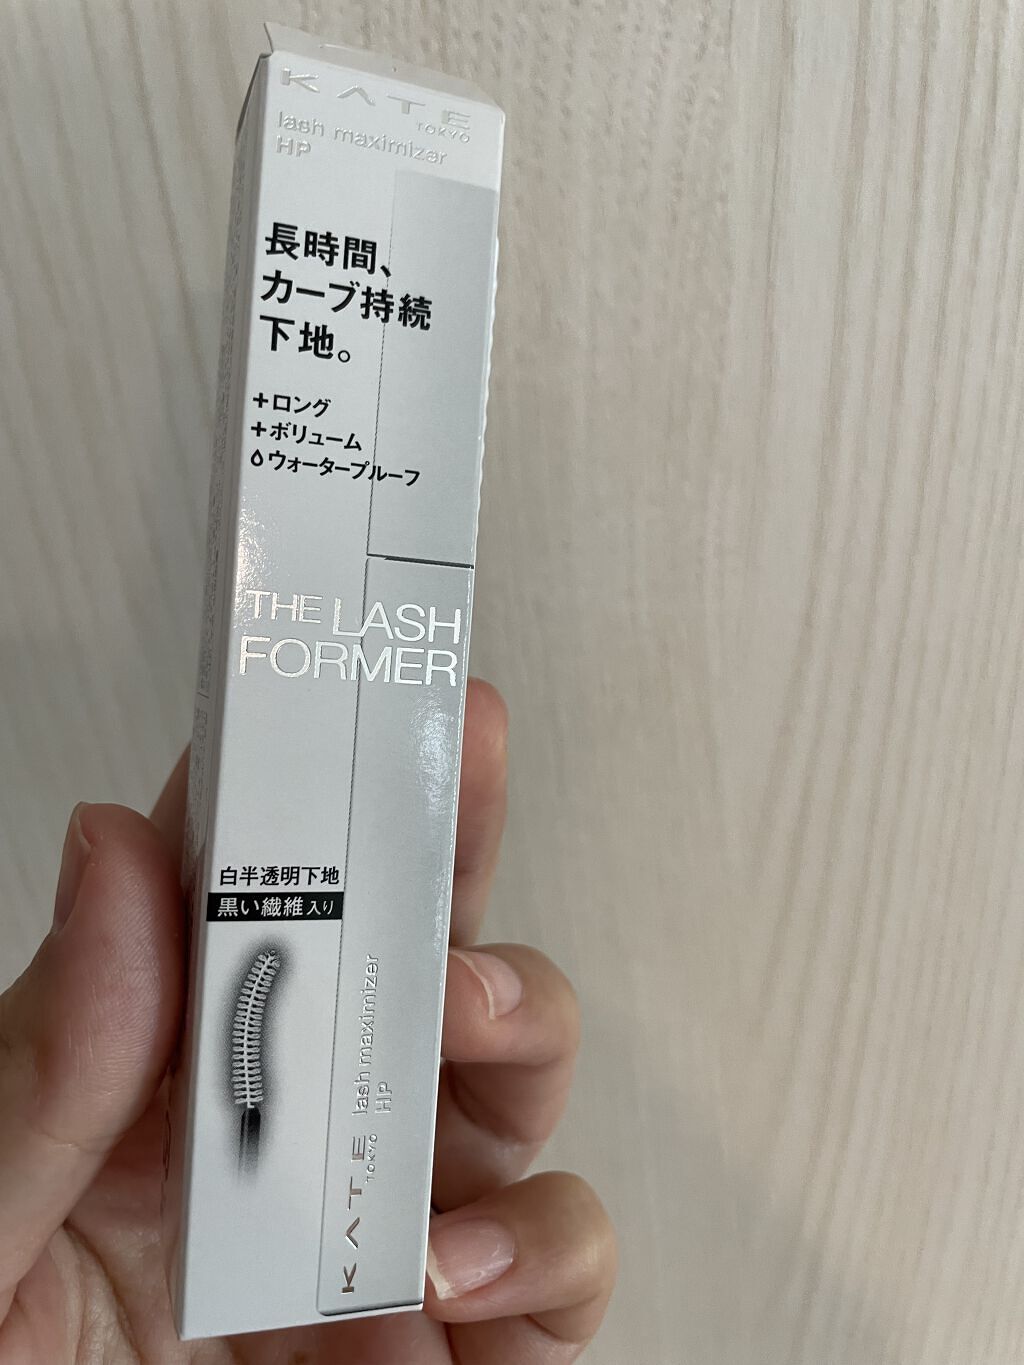 KATE
TOKYO
lash maximizer
HP
長時間、
カーブ持続
下地。
+ロング
+ボリューム
ウォータープルーフ
THE LASH
FORMER
白半透明下地
黒い繊維入り
KATE
TOKYO
lash maximizer
HP